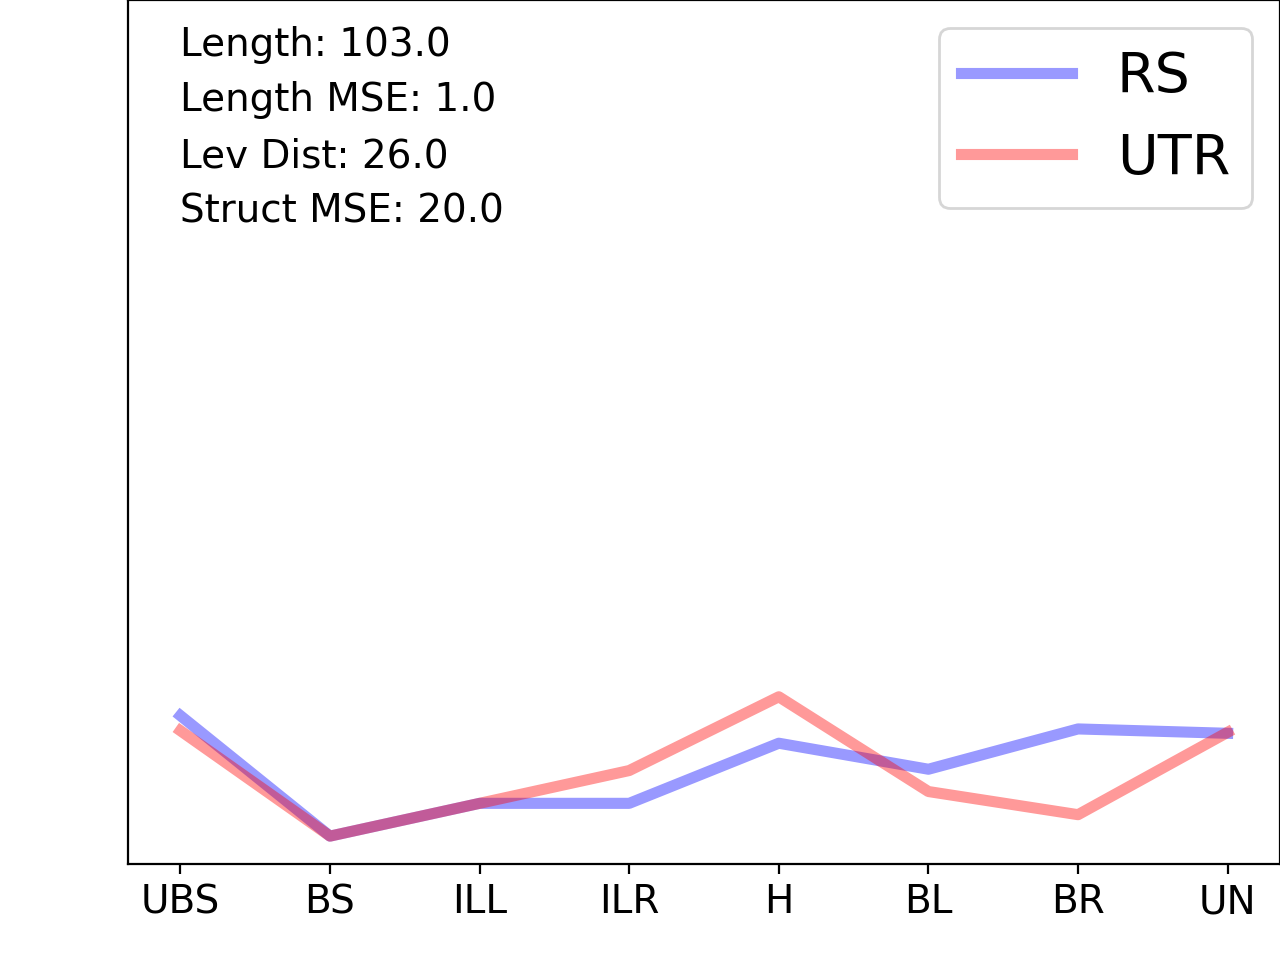 Length: 103.0
Length MSE: 1.0
Lev Dist: 26.0
Struct MSE: 20.0
RS
UTR
UBS BS ILL ILR H BL BR UN